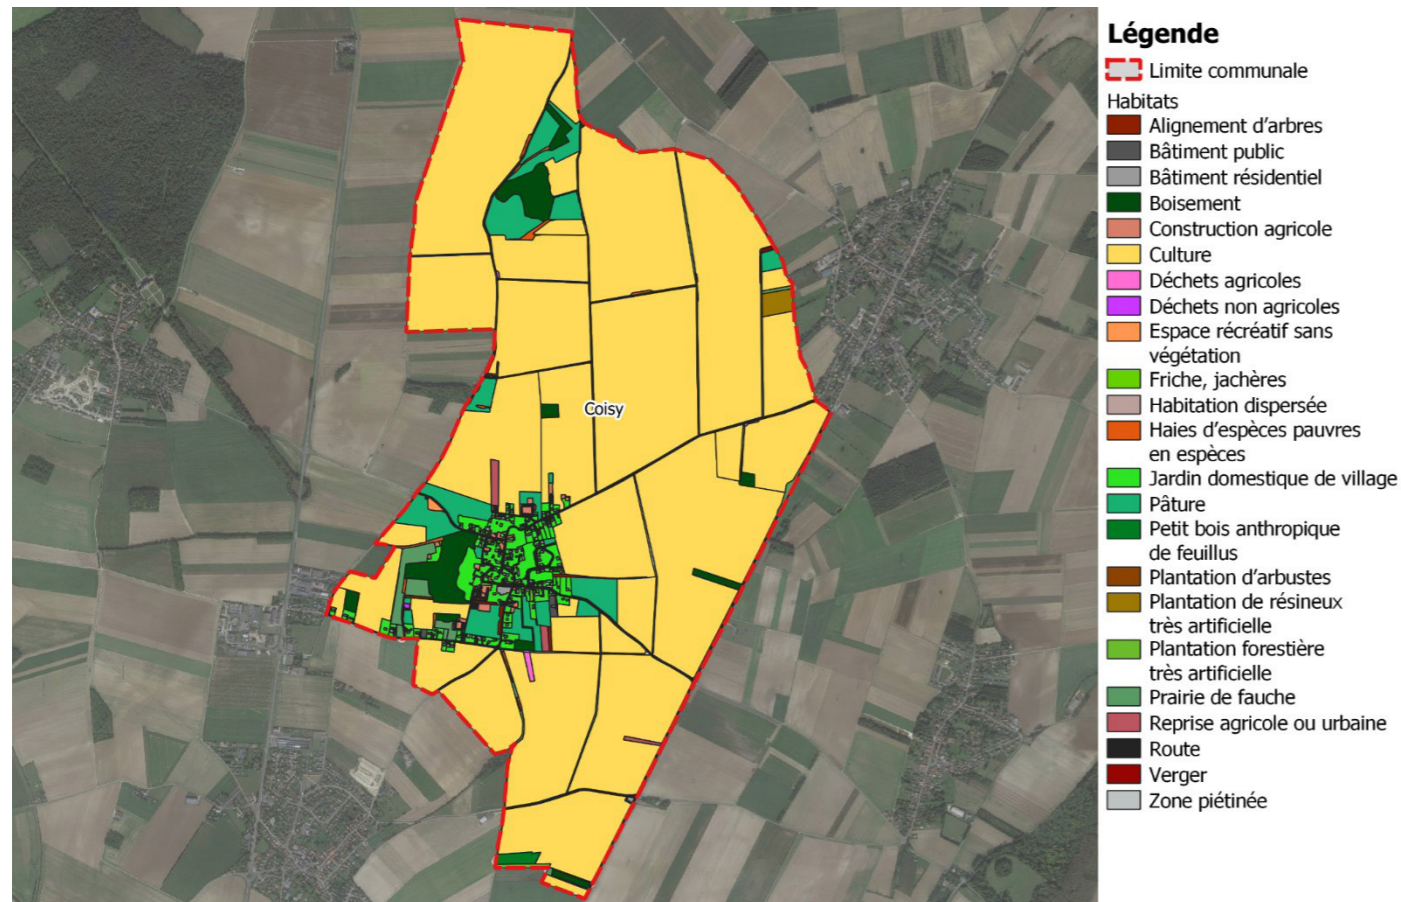 Coisy
Légende
Limite communale
Habitats
Alignement d'arbres
Bâtiment public
Bâtiment résidentiel
Boisement
Construction agricole
Culture
Déchets agricoles
Déchets non agricoles
Espace récréatif sans
végétation
Friche, jachères
Habitation dispersée
Haies d'espèces pauvres
en espèces
Jardin domestique de village
Pâture
Petit bois anthropique
de feuillus
Plantation d'arbustes
Plantation de résineux
très artificielle
Plantation forestière
très artificielle
Prairie de fauche
Reprise agricole ou urbaine
Route
Verger
Zone piétinée